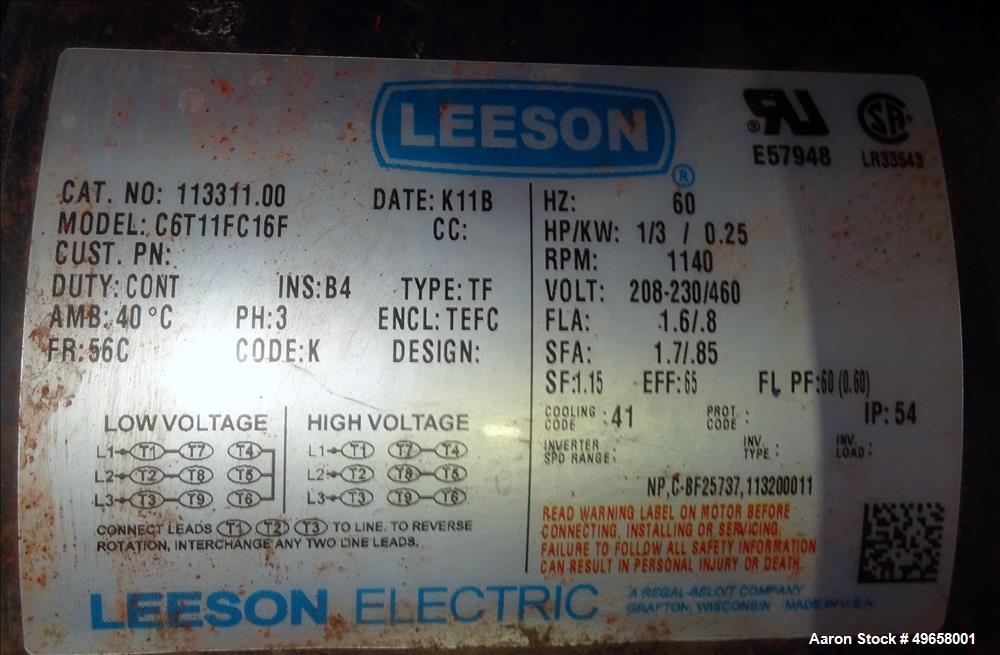 LEESON
®
®
E57948
LR33543
CAT. NO: 113311.00 DATE: K11B
MODEL: C6T11FC16F CC:
CUST. PN:
DUTY: CONT INS: B4 TYPE: TF
AMB: 40 °C PH: 3 ENCL: TEFC
FR: 56C CODE: K DESIGN:
HZ: 60
HP/KW: 1/3 / 0.25
RPM: 1140
VOLT: 208-230/460
FLA: 1.6/.8
SFA: 1.7/.85
SF: 1.15 EFF: 65 FL PF: 60 (0.60)
COOLING CODE : 41 PROT. CODE : IP: 54
INVERTER SPD RANGE: INV. TYPE : INV. LOAD :
NP,C-BF25737,113200011
LOW VOLTAGE
L1 T1 T7 T4
L2 T2 T8 T5
L3 T3 T9 T6
HIGH VOLTAGE
L1 T1 T7 T4
L2 T2 T8 T5
L3 T3 T9 T6
CONNECT LEADS T1 T2 T3 TO LINE. TO REVERSE
ROTATION, INTERCHANGE ANY TWO LINE LEADS.
READ WARNING LABEL ON MOTOR BEFORE
CONNECTING, INSTALLING OR SERVICING.
FAILURE TO FOLLOW ALL SAFETY INFORMATION
CAN RESULT IN PERSONAL INJURY OR DEATH
LEESON ELECTRIC
A REGAL-BELOIT COMPANY
GRAFTON, WISCONSIN MADE IN U.S.A
Aaron Stock # 49658001